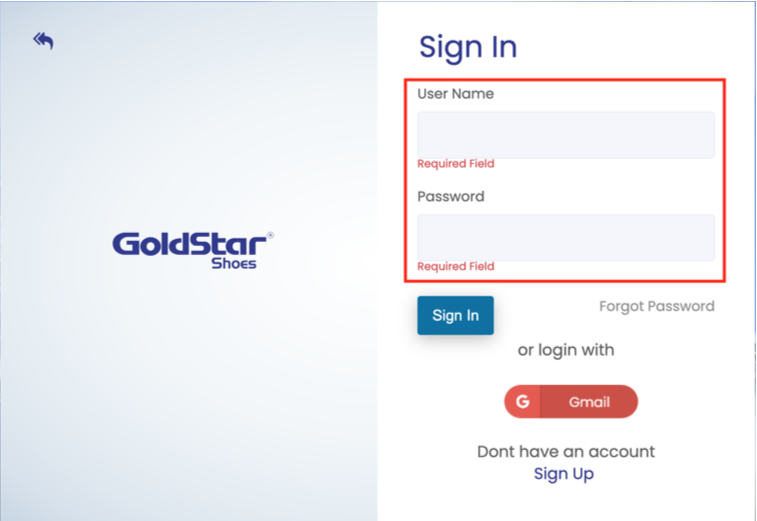 Sign In
User Name
Required Field
Password
Required Field
GoldStar®
Shoes
Sign In
Forgot Password
or login with
G Gmail
Dont have an account
Sign Up